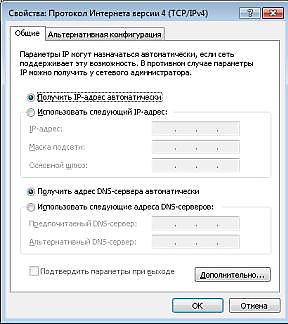 Свойства: Протокол Интернета версии 4 (TCP/IPv4)
Общие
Альтернативная конфигурация
Параметры IP могут назначаться автоматически, если сеть
поддерживает эту возможность. В противном случае параметры
IP можно получить у сетевого администратора.
Получить IP-адрес автоматически
Использовать следующий IP-адрес:
IP-адрес:
Маска подсети:
Основной шлюз:
Получить адрес DNS-сервера автоматически
Использовать следующие адреса DNS-серверов:
Предпочитаемый DNS-сервер:
Альтернативный DNS-сервер:
Подтвердить параметры при выходе
Дополнительно...
OK
Отмена